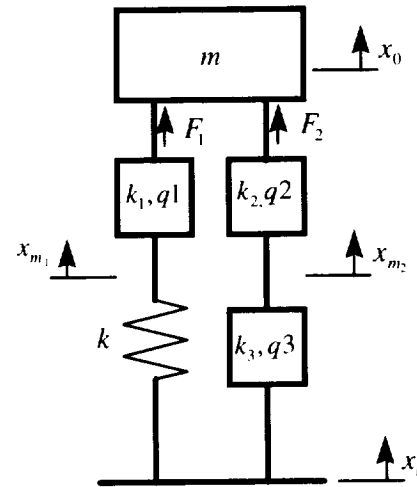 m
x₀
F₁
F₂
k₁, q1
k₂, q2
xₘ₁
xₘ₂
k
k₃, q3